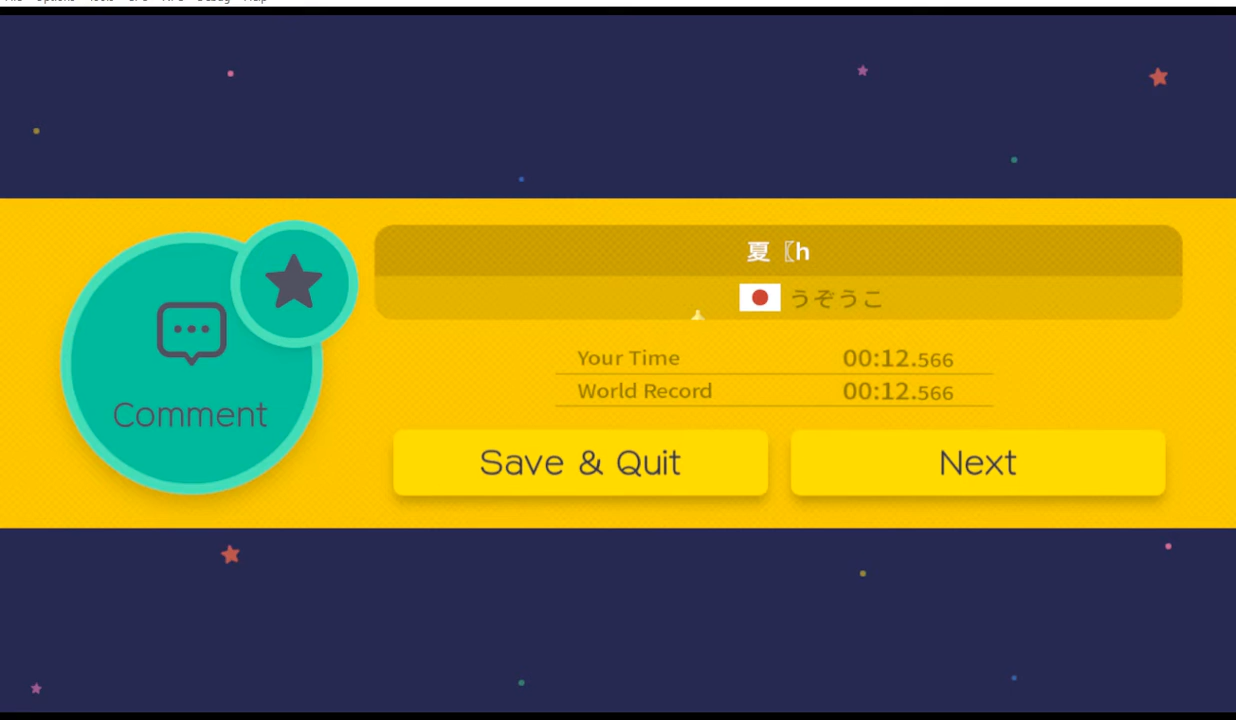 夏〖h
うぞうこ
Your Time 00:12.566
World Record 00:12.566
Comment
Save & Quit
Next